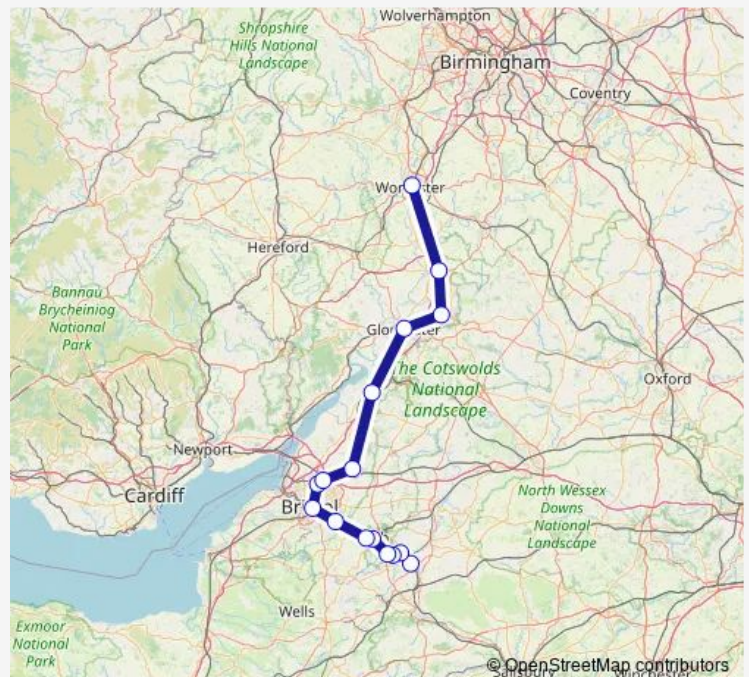 Wolverhampton
Shropshire
Hills National
Landscape
Birmingham
Coventry
Hereford
Bannau
Brycheiniog
National
Park
The Cotswolds
National
Landscape
Oxford
Newport
Cardiff
North Wessex
Downs
National
Landscape
Wells
Exmoor
National
Park
© OpenStreetMap contributors